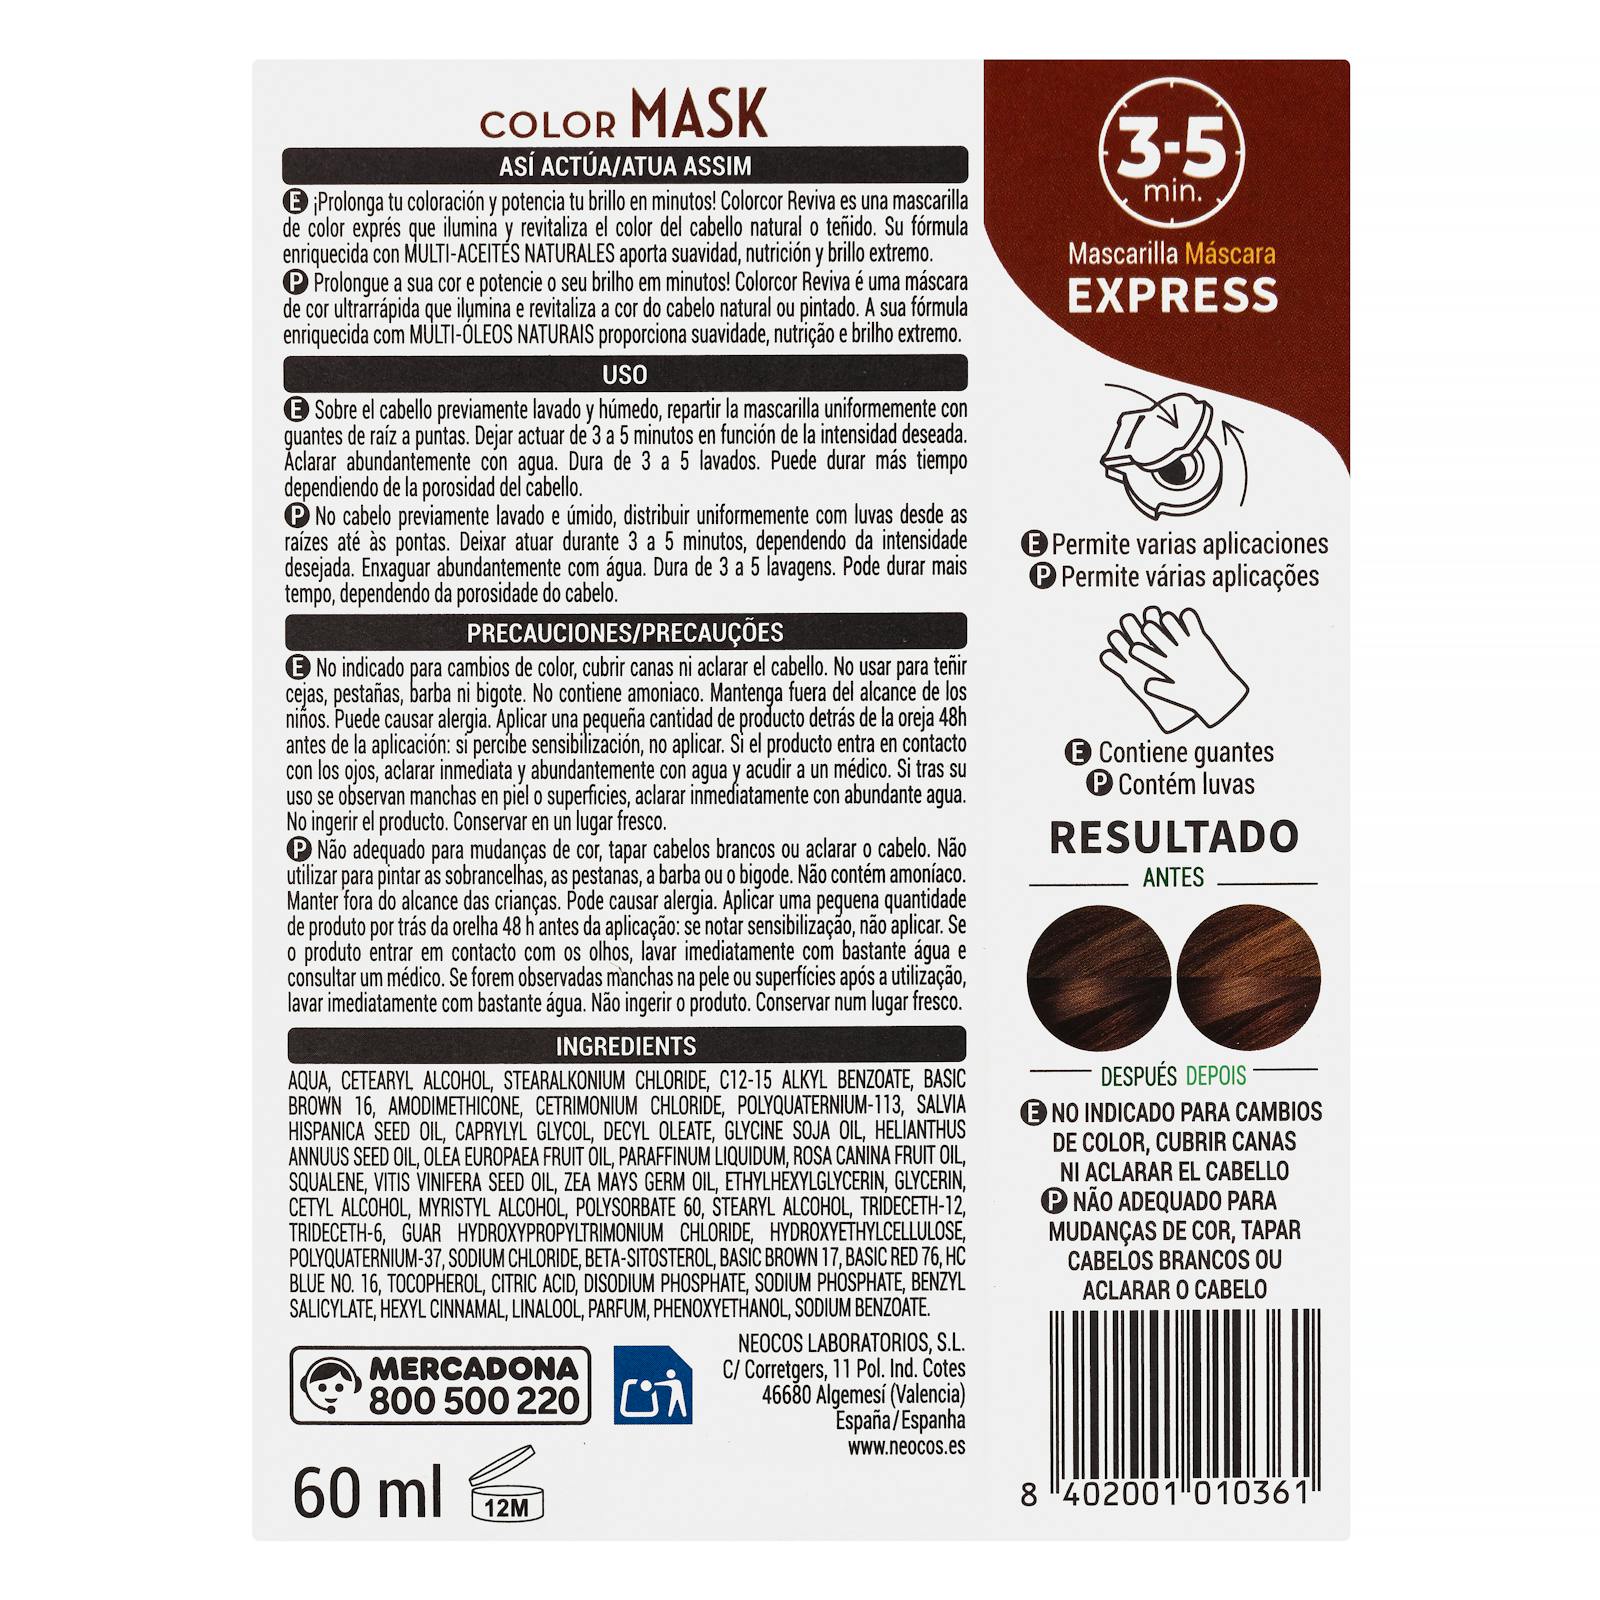 COLOR MASK
ASÍ ACTÚA/ATUA ASSIM
E ¡Prolonga tu coloración y potencia tu brillo en minutos! Colorcor Reviva es una mascarilla
de color exprés que ilumina y revitaliza el color del cabello natural o teñido. Su fórmula
enriquecida con MULTI-ACEITES NATURALES aporta suavidad, nutrición y brillo extremo.
P Prolongue a sua cor e potencie o seu brilho em minutos! Colorcor Reviva é uma máscara
de cor ultrarrápida que ilumina e revitaliza a cor do cabelo natural ou pintado. A sua fórmula
enriquecida com MULTI-ÓLEOS NATURAIS proporciona suavidade, nutrição e brilho extremo.
USO
E Sobre el cabello previamente lavado y húmedo, repartir la mascarilla uniformemente con
guantes de raíz a puntas. Dejar actuar de 3 a 5 minutos en función de la intensidad deseada.
Aclarar abundantemente con agua. Dura de 3 a 5 lavados. Puede durar más tiempo
dependiendo de la porosidad del cabello.
P No cabelo previamente lavado e úmido, distribuir uniformemente com luvas desde as
raízes até às pontas. Deixar atuar durante 3 a 5 minutos, dependendo da intensidade
desejada. Enxaguar abundantemente com água. Dura de 3 a 5 lavagens. Pode durar mais
tempo, dependendo da porosidade do cabelo.
PRECAUCIONES/PRECAUÇÕES
E No indicado para cambios de color, cubrir canas ni aclarar el cabello. No usar para teñir
cejas, pestañas, barba ni bigote. No contiene amoniaco. Mantenga fuera del alcance de los
niños. Puede causar alergia. Aplicar una pequeña cantidad de producto detrás de la oreja 48h
antes de la aplicación: si percibe sensibilización, no aplicar. Si el producto entra en contacto
con los ojos, aclarar inmediata y abundantemente con agua y acudir a un médico. Si tras su
uso se observan manchas en piel o superficies, aclarar inmediatamente con abundante agua.
No ingerir el producto. Conservar en un lugar fresco.
P Não adequado para mudanças de cor, tapar cabelos brancos ou aclarar o cabelo. Não
utilizar para pintar as sobrancelhas, as pestanas, a barba ou o bigode. Não contém amoníaco.
Manter fora do alcance das crianças. Pode causar alergia. Aplicar uma pequena quantidade
de produto por trás da orelha 48 h antes da aplicação: se notar sensibilização, não aplicar. Se
o produto entrar em contacto com os olhos, lavar imediatamente com bastante água e
consultar um médico. Se forem observadas manchas na pele ou superfícies após a utilização,
lavar imediatamente com bastante água. Não ingerir o produto. Conservar num lugar fresco.
INGREDIENTS
AQUA, CETEARYL ALCOHOL, STEARALKONIUM CHLORIDE, C12-15 ALKYL BENZOATE, BASIC
BROWN 16, AMODIMETHICONE, CETRIMONIUM CHLORIDE, POLYQUATERNIUM-113, SALVIA
HISPANICA SEED OIL, CAPRYLYL GLYCOL, DECYL OLEATE, GLYCINE SOJA OIL, HELIANTHUS
ANNUUS SEED OIL, OLEA EUROPAEA FRUIT OIL, PARAFFINUM LIQUIDUM, ROSA CANINA FRUIT OIL,
SQUALENE, VITIS VINIFERA SEED OIL, ZEA MAYS GERM OIL, ETHYLHEXYLGLYCERIN, GLYCERIN,
CETYL ALCOHOL, MYRISTYL ALCOHOL, POLYSORBATE 60, STEARYL ALCOHOL, TRIDECETH-12,
TRIDECETH-6, GUAR HYDROXYPROPYLTRIMONIUM CHLORIDE, HYDROXYETHYLCELLULOSE,
POLYQUATERNIUM-37, SODIUM CHLORIDE, BETA-SITOSTEROL, BASIC BROWN 17, BASIC RED 76, HC
BLUE NO. 16, TOCOPHEROL, CITRIC ACID, DISODIUM PHOSPHATE, SODIUM PHOSPHATE, BENZYL
SALICYLATE, HEXYL CINNAMAL, LINALOOL, PARFUM, PHENOXYETHANOL, SODIUM BENZOATE.
MERCADONA
800 500 220
NEOCOS LABORATORIOS, S.L.
C/ Corretgers, 11 Pol. Ind. Cotes
46680 Algemesí (Valencia)
España/Espanha
www.neocos.es
60 ml
12M
3-5
min.
Mascarilla Máscara
EXPRESS
E Permite varias aplicaciones
P Permite várias aplicações
E Contiene guantes
P Contém luvas
RESULTADO
ANTES
DESPUÉS DEPOIS
E NO INDICADO PARA CAMBIOS
DE COLOR, CUBRIR CANAS
NI ACLARAR EL CABELLO
P NÃO ADEQUADO PARA
MUDANÇAS DE COR, TAPAR
CABELOS BRANCOS OU
ACLARAR O CABELO
8 402001 010361